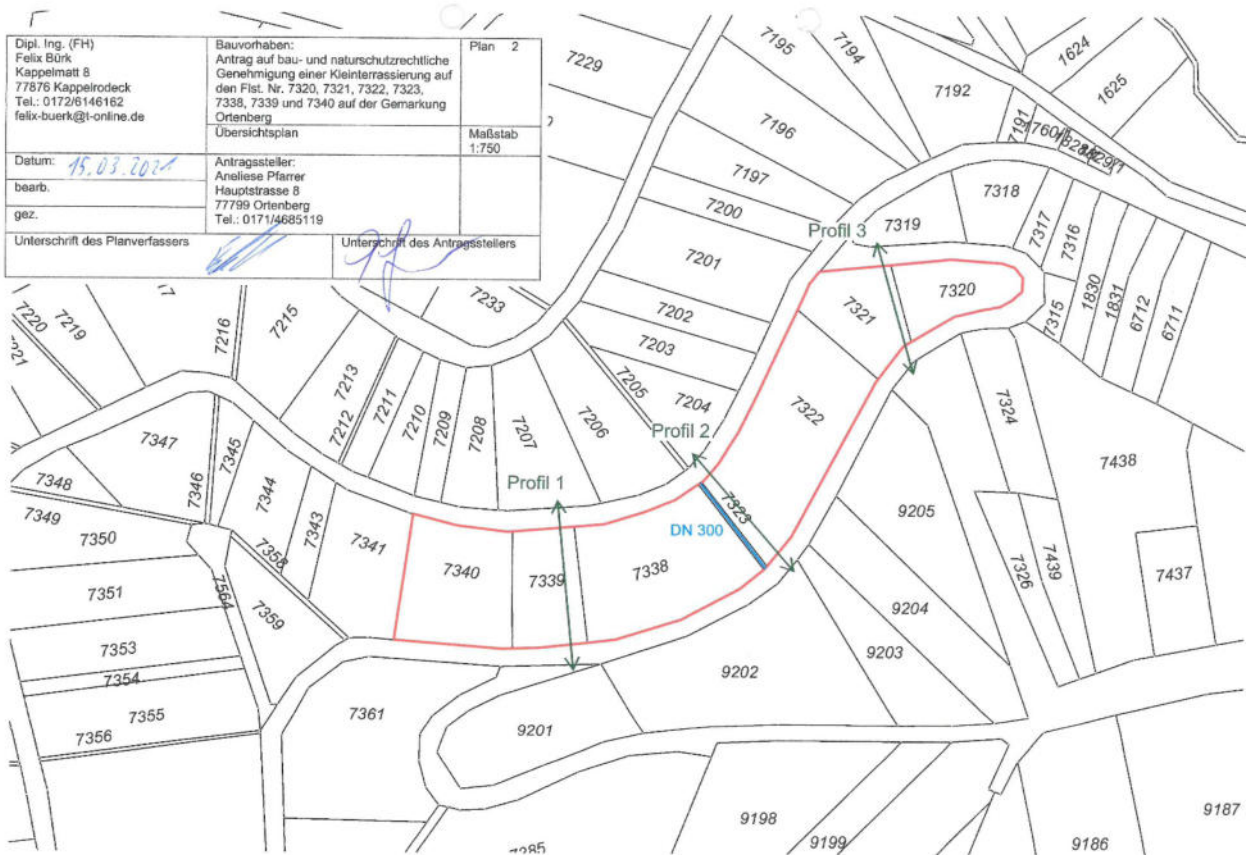 Dipl. Ing. (FH)
Felix Bürk
Kappelmatt 8
77876 Kappelrodeck
Tel.: 0172/6146162
felix-buerk@t-online.de
Bauvorhaben:
Antrag auf bau- und naturschutzrechtliche
Genehmigung einer Kleinterrassierung auf
den Flst. Nr. 7320, 7321, 7322, 7323,
7338, 7339 und 7340 auf der Gemarkung
Ortenberg
Plan 2
Übersichtsplan
Maßstab
1:750
Datum: 15.03.2021
bearb.
gez.
Antragssteller:
Aneliese Pfarrer
Hauptstrasse 8
77799 Ortenberg
Tel.: 0171/4685119
Unterschrift des Planverfassers
Unterschrift des Antragsstellers
7229
7195
7194
7192
1624
1625
7191
7196
7197
7200
7201
7202
7203
7204
7205
7206
7207
7208
7209
7210
7211
7212
7213
7215
7216
7219
7220
7233
7318
7319
7317
7316
7315
1830
1831
6712
6711
Profil 3
7320
7321
7322
7324
7438
7437
7439
7326
Profil 2
7323
DN 300
Profil 1
7338
7339
7340
7341
7343
7344
7345
7346
7347
7348
7349
7350
7351
7353
7354
7355
7356
7358
7359
7564
7361
9201
9202
9203
9204
9205
9198
9199
9186
9187